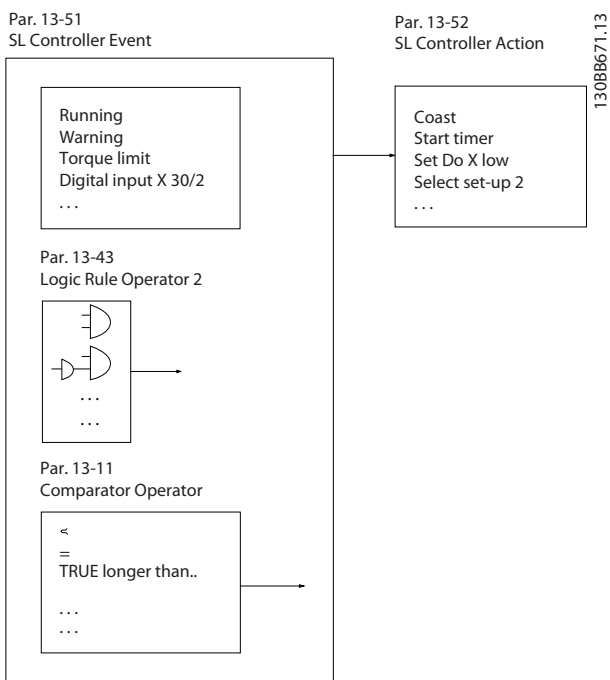 Par. 13-51
SL Controller Event
Par. 13-52
SL Controller Action
130BB671.13
Running
Warning
Torque limit
Digital input X 30/2
. . .
Coast
Start timer
Set Do X low
Select set-up 2
. . .
Par. 13-43
Logic Rule Operator 2
. . .
. . .
Par. 13-11
Comparator Operator
<
=
TRUE longer than..
. . .
. . .